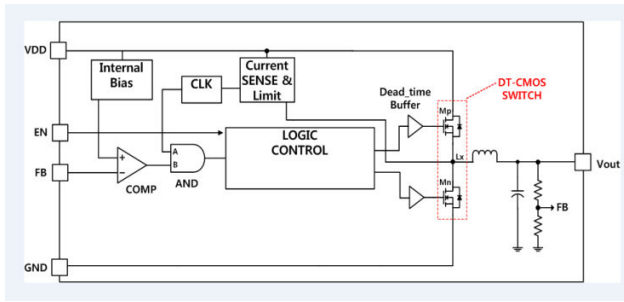 VDD
Internal
Bias
CLK
Current
SENSE &
Limit
Dead_time
Buffer
DT-CMOS
SWITCH
Mp
EN
LOGIC
CONTROL
A
B
+
−
FB
COMP
AND
Lx
Vout
Mn
FB
GND